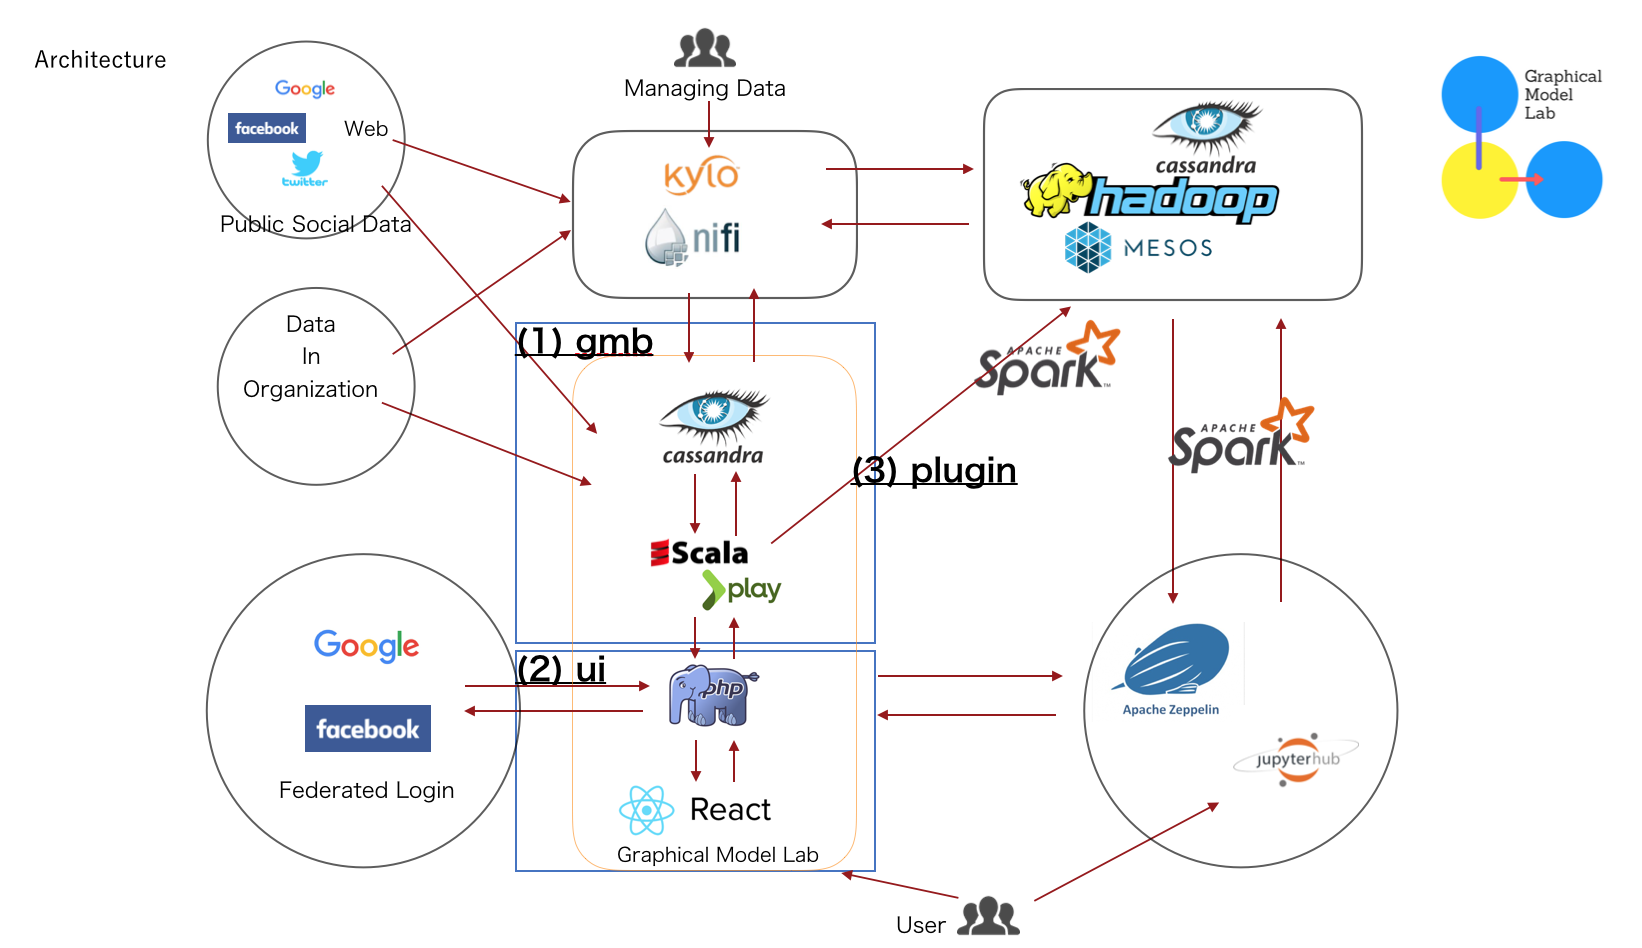 Architecture
Google
facebook
Web
twitter
Public Social Data
Managing Data
kylo
nifi
cassandra
hadoop
MESOS
Graphical
Model
Lab
Data
In
Organization
(1) gmb
cassandra
Scala
play
(3) plugin
APACHE
Spark™
APACHE
Spark™
Google
facebook
Federated Login
(2) ui
php
React
Graphical Model Lab
Apache Zeppelin
jupyterhub
User